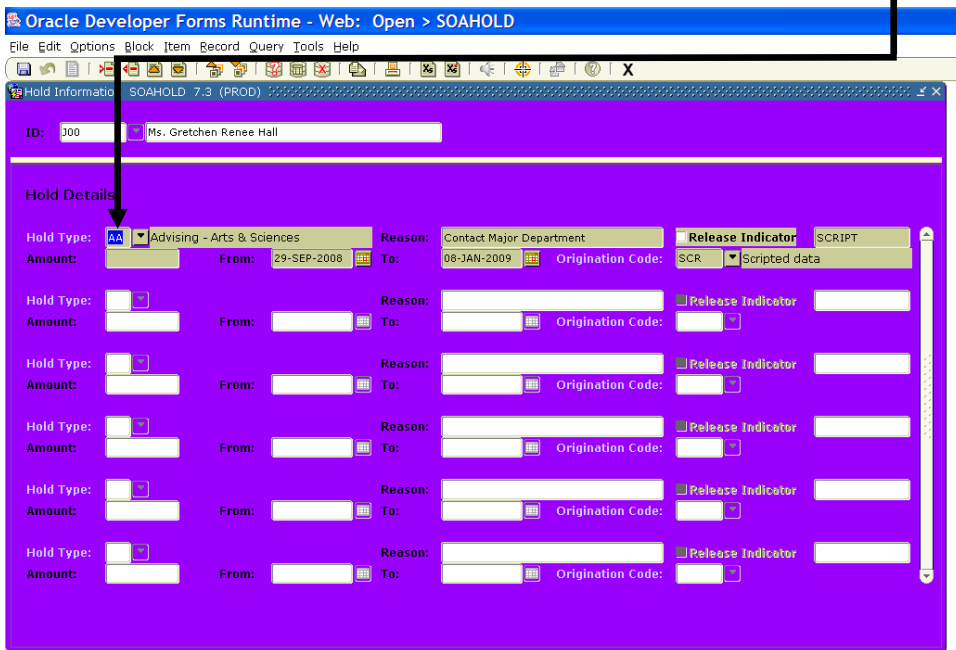 Oracle Developer Forms Runtime - Web: Open > SOAHOLD
File Edit Options Block Item Record Query Tools Help
X
Hold Information SOAHOLD 7.3 (PROD)
ID: J00 Ms. Gretchen Renee Hall
Hold Details
Hold Type: AA Advising - Arts & Sciences Reason: Contact Major Department Release Indicator SCRIPT
Amount: From: 29-SEP-2008 To: 08-JAN-2009 Origination Code: SCR Scripted data
Hold Type: Reason: Release Indicator
Amount: From: To: Origination Code:
Hold Type: Reason: Release Indicator
Amount: From: To: Origination Code:
Hold Type: Reason: Release Indicator
Amount: From: To: Origination Code:
Hold Type: Reason: Release Indicator
Amount: From: To: Origination Code:
Hold Type: Reason: Release Indicator
Amount: From: To: Origination Code: